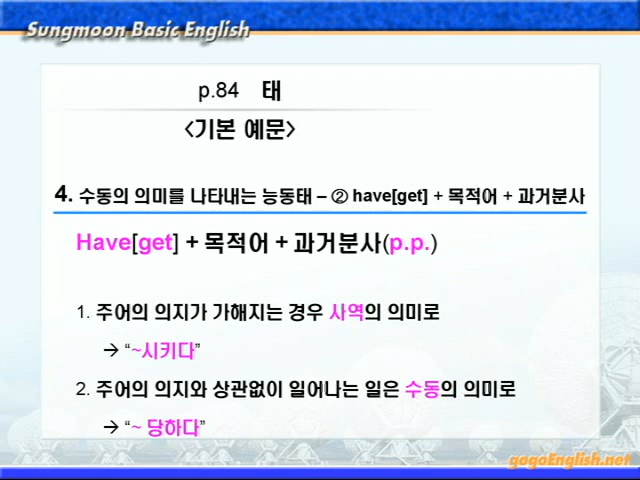 Sungmoon Basic English
p.84 태
<기본 예문>
4. 수동의 의미를 나타내는 능동태 – ② have[get] + 목적어 + 과거분사
Have[get] + 목적어 + 과거분사(p.p.)
1. 주어의 의지가 가해지는 경우 사역의 의미로
→ “~시키다”
2. 주어의 의지와 상관없이 일어나는 일은 수동의 의미로
→ “~ 당하다”
gogoEnglish.net